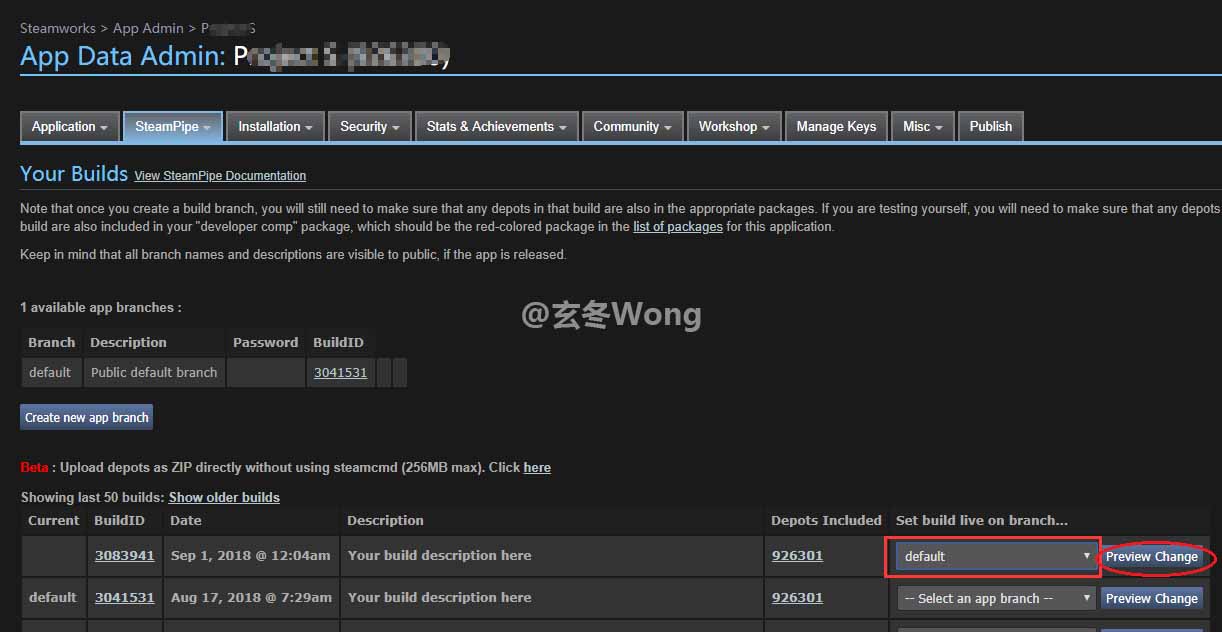 Steamworks > App Admin >
App Data Admin:
Application SteamPipe Installation Security Stats & Achievements Community Workshop Manage Keys Misc Publish
Your Builds View SteamPipe Documentation
Note that once you create a build branch, you will still need to make sure that any depots in that build are also in the appropriate packages. If you are testing yourself, you will need to make sure that any depots
build are also included in your "developer comp" package, which should be the red-colored package in the list of packages for this application.
Keep in mind that all branch names and descriptions are visible to public, if the app is released.
1 available app branches :
@玄冬Wong
Branch Description Password BuildID
default Public default branch 3041531
Create new app branch
Beta : Upload depots as ZIP directly without using steamcmd (256MB max). Click here
Showing last 50 builds: Show older builds
Current BuildID Date Description Depots Included Set build live on branch...
3083941 Sep 1, 2018 @ 12:04am Your build description here 926301 default Preview Change
default 3041531 Aug 17, 2018 @ 7:29am Your build description here 926301 -- Select an app branch -- Preview Change